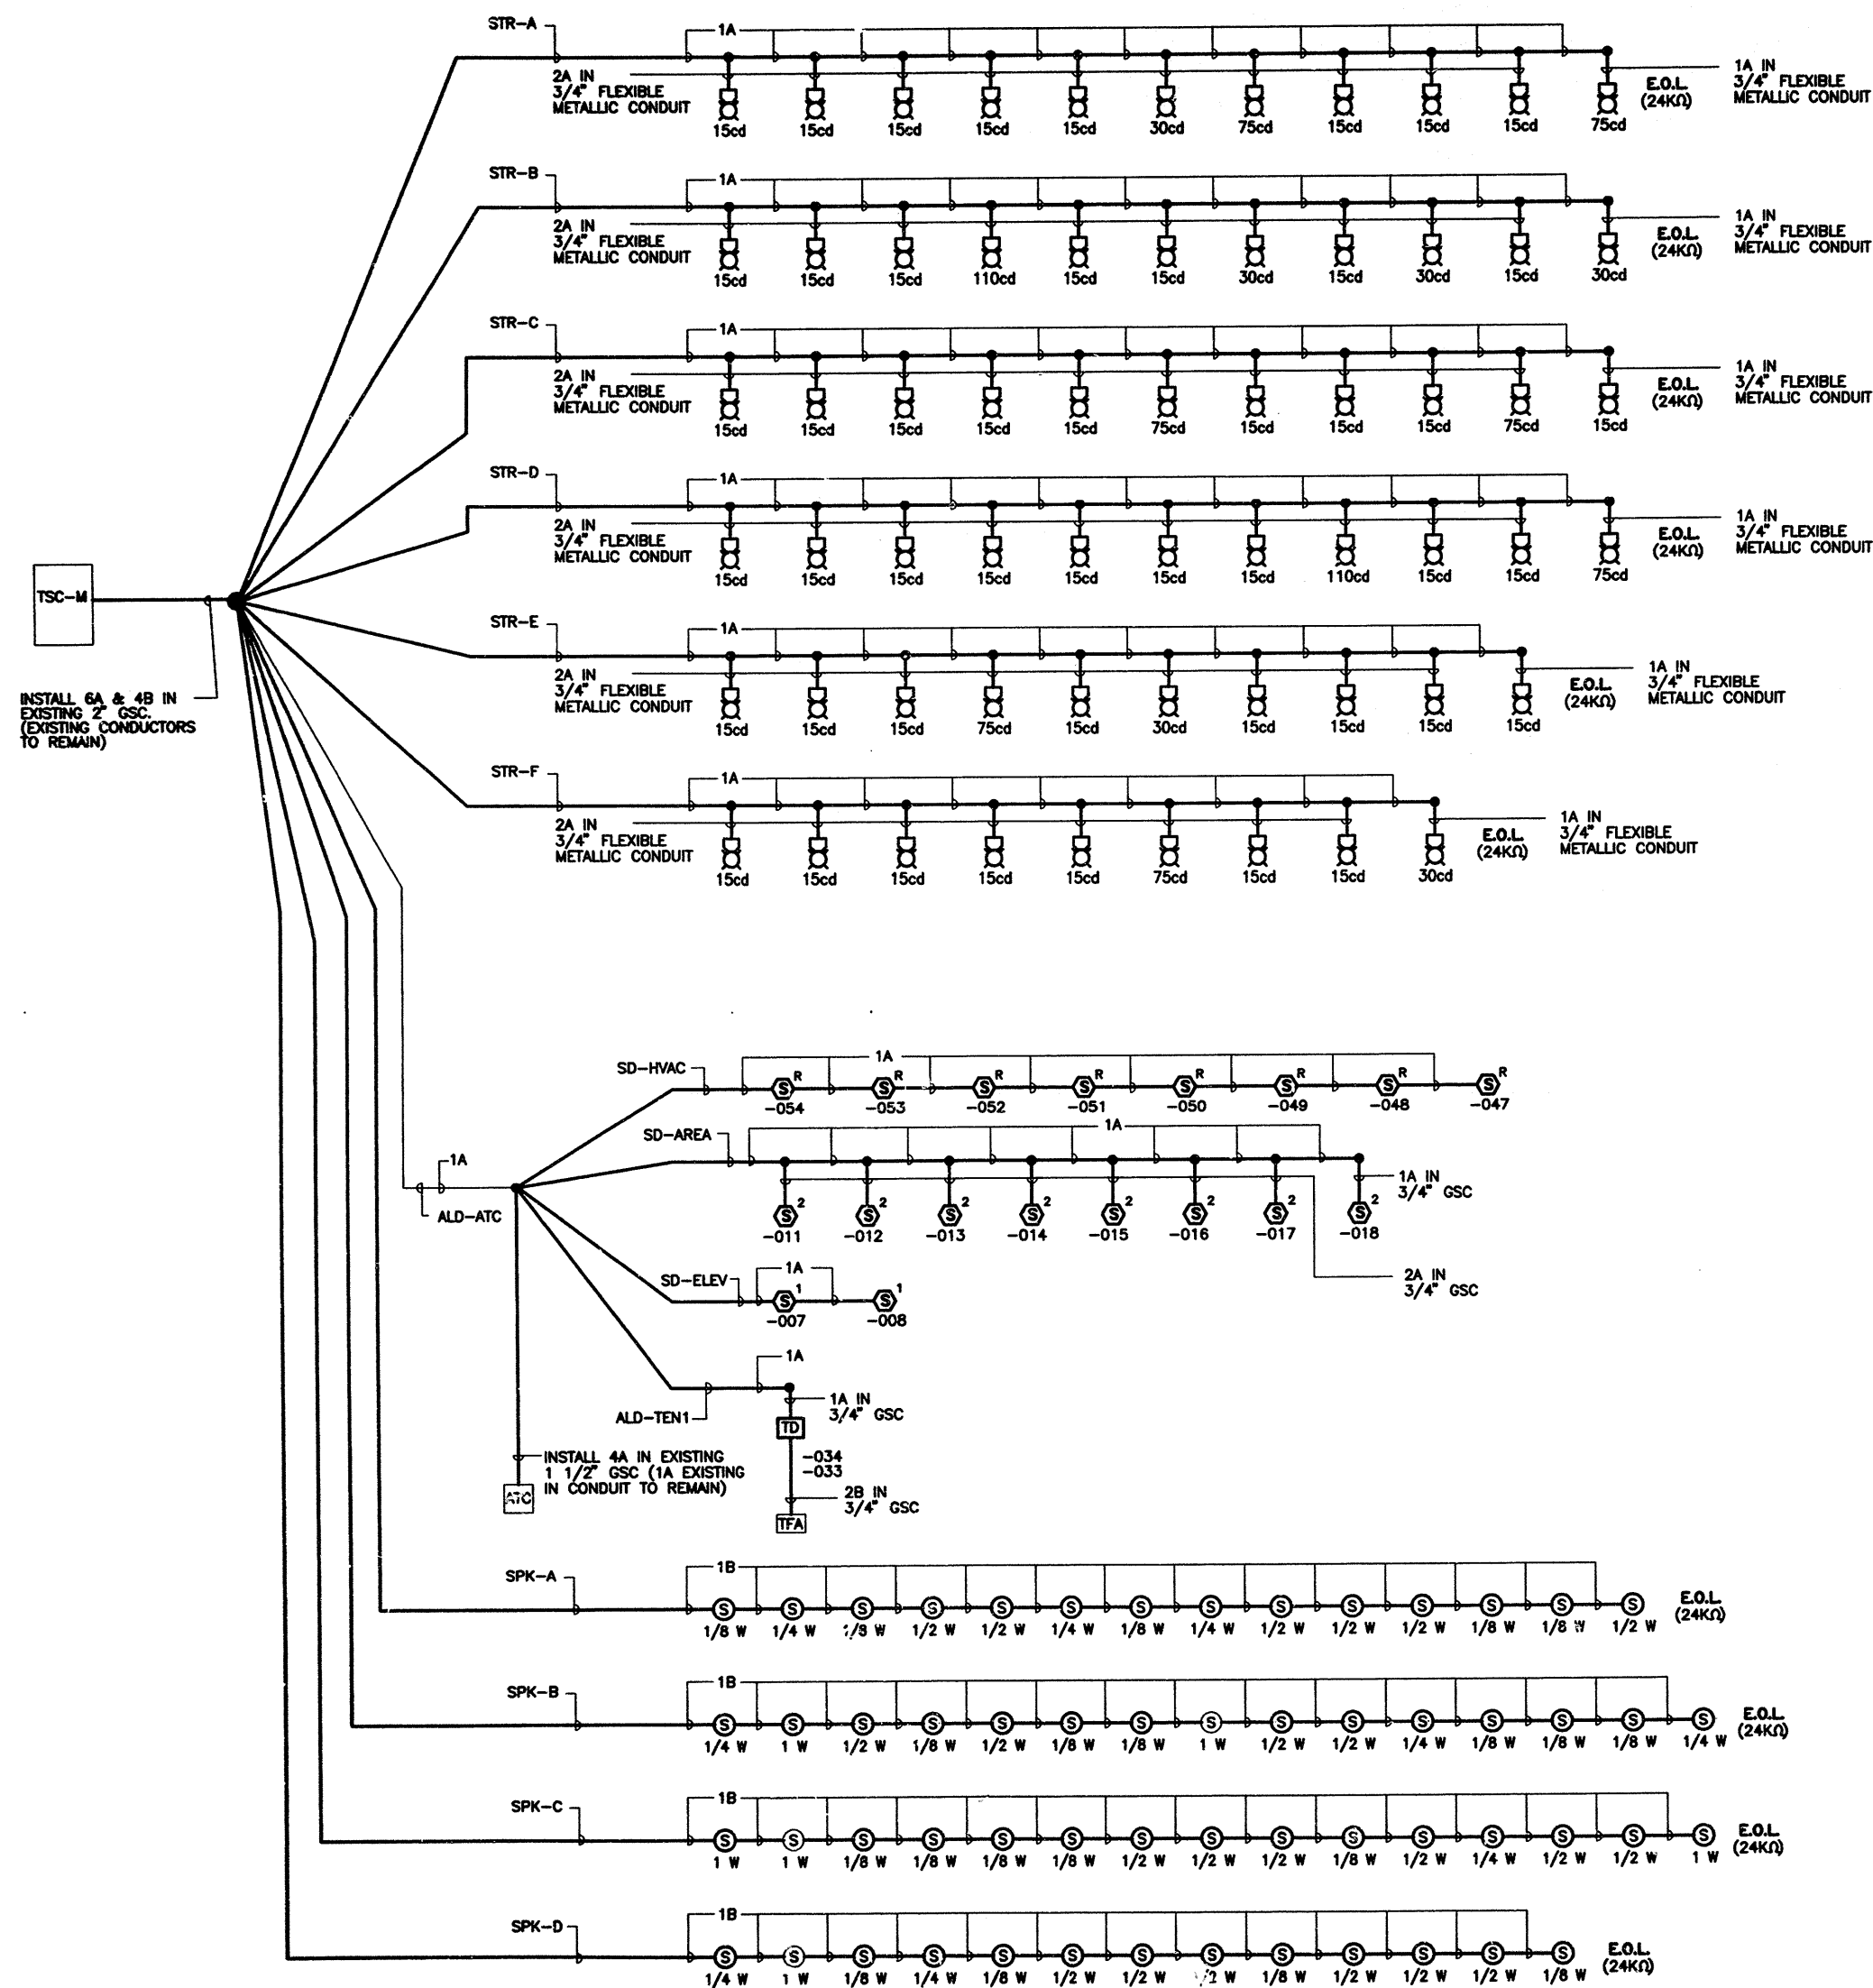 STR-A
1A
2A IN
3/4" FLEXIBLE
METALLIC CONDUIT
15cd 15cd 15cd 15cd 15cd 30cd 75cd 15cd 15cd 15cd 75cd
E.O.L.
(24KΩ)
1A IN
3/4" FLEXIBLE
METALLIC CONDUIT
STR-B
1A
2A IN
3/4" FLEXIBLE
METALLIC CONDUIT
15cd 15cd 15cd 110cd 15cd 15cd 30cd 15cd 30cd 15cd 30cd
E.O.L.
(24KΩ)
1A IN
3/4" FLEXIBLE
METALLIC CONDUIT
STR-C
1A
2A IN
3/4" FLEXIBLE
METALLIC CONDUIT
15cd 15cd 15cd 15cd 15cd 75cd 15cd 15cd 15cd 75cd 15cd
E.O.L.
(24KΩ)
1A IN
3/4" FLEXIBLE
METALLIC CONDUIT
STR-D
1A
2A IN
3/4" FLEXIBLE
METALLIC CONDUIT
15cd 15cd 15cd 15cd 15cd 15cd 15cd 110cd 15cd 15cd 75cd
E.O.L.
(24KΩ)
1A IN
3/4" FLEXIBLE
METALLIC CONDUIT
TSC-M
INSTALL 6A & 4B IN
EXISTING 2" GSC.
(EXISTING CONDUCTORS
TO REMAIN)
STR-E
1A
2A IN
3/4" FLEXIBLE
METALLIC CONDUIT
15cd 15cd 15cd 75cd 15cd 30cd 15cd 15cd 15cd 15cd
E.O.L.
(24KΩ)
1A IN
3/4" FLEXIBLE
METALLIC CONDUIT
STR-F
1A
2A IN
3/4" FLEXIBLE
METALLIC CONDUIT
15cd 15cd 15cd 15cd 15cd 75cd 15cd 15cd 30cd
E.O.L.
(24KΩ)
1A IN
3/4" FLEXIBLE
METALLIC CONDUIT
SD-HVAC
1A
S R S R S R S R S R S R S R S R
-054 -053 -052 -051 -050 -049 -048 -047
SD-AREA
1A
1A IN
3/4" GSC
S 2 S 2 S 2 S 2 S 2 S 2 S 2 S 2
-011 -012 -013 -014 -015 -016 -017 -018
2A IN
3/4" GSC
1A
ALD-ATC
SD-ELEV
1A
S 1 S 1
-007 -008
1A
ALD-TEN1
1A IN
3/4" GSC
TD
-034
-033
2B IN
3/4" GSC
TFA
INSTALL 4A IN EXISTING
1 1/2" GSC (1A EXISTING
IN CONDUIT TO REMAIN)
ATC
SPK-A
1B
S S S S S S S S S S S S S S
1/8 W 1/4 W 1/8 W 1/2 W 1/2 W 1/4 W 1/8 W 1/4 W 1/2 W 1/2 W 1/2 W 1/8 W 1/8 W 1/2 W
E.O.L.
(24KΩ)
SPK-B
1B
S S S S S S S S S S S S S S S
1/4 W 1 W 1/2 W 1/8 W 1/2 W 1/8 W 1/8 W 1 W 1/2 W 1/2 W 1/4 W 1/8 W 1/8 W 1/8 W 1/4 W
E.O.L.
(24KΩ)
SPK-C
1B
S S S S S S S S S S S S S S S
1 W 1 W 1/8 W 1/8 W 1/8 W 1/8 W 1/2 W 1/2 W 1/2 W 1/8 W 1/2 W 1/4 W 1/2 W 1/2 W 1 W
E.O.L.
(24KΩ)
SPK-D
1B
S S S S S S S S S S S S S
1/4 W 1 W 1/8 W 1/4 W 1/8 W 1/2 W 1/2 W 1/2 W 1/8 W 1/2 W 1/2 W 1/2 W 1/8 W
E.O.L.
(24KΩ)